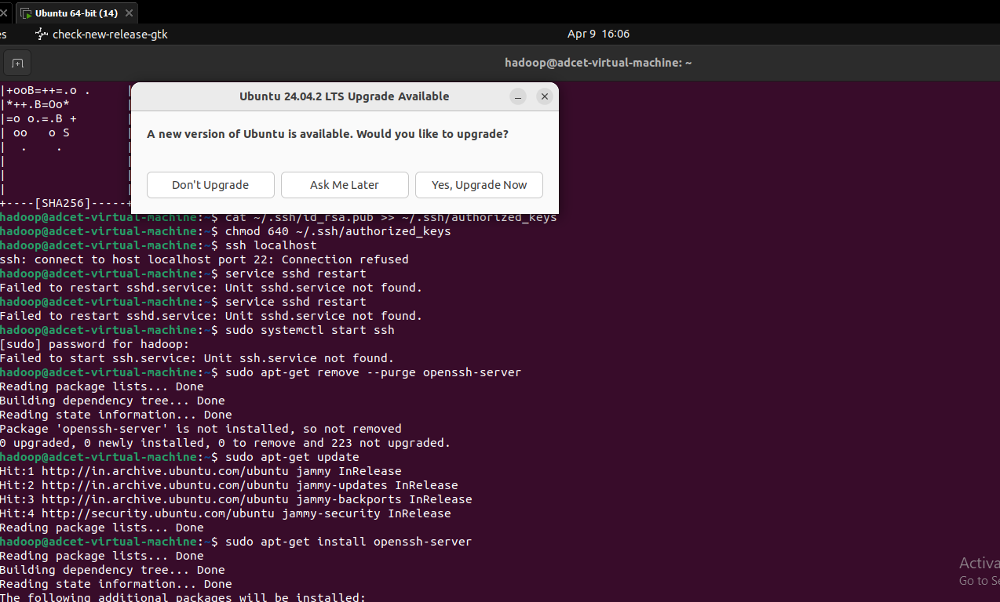 Ubuntu 64-bit (14)
es check-new-release-gtk Apr 9 16:06
hadoop@adcet-virtual-machine: ~
|+ooB=++=.o . |
|*++.B=Oo* |
|=o o.=.B + |
| oo   o S |
|  .    . |
| |
| |
| |
+----[SHA256]-----+
Ubuntu 24.04.2 LTS Upgrade Available
A new version of Ubuntu is available. Would you like to upgrade?
Don't Upgrade Ask Me Later Yes, Upgrade Now
hadoop@adcet-virtual-machine:~$ cat ~/.ssh/id_rsa.pub >> ~/.ssh/authorized_keys
hadoop@adcet-virtual-machine:~$ chmod 640 ~/.ssh/authorized_keys
hadoop@adcet-virtual-machine:~$ ssh localhost
ssh: connect to host localhost port 22: Connection refused
hadoop@adcet-virtual-machine:~$ service sshd restart
Failed to restart sshd.service: Unit sshd.service not found.
hadoop@adcet-virtual-machine:~$ service sshd restart
Failed to restart sshd.service: Unit sshd.service not found.
hadoop@adcet-virtual-machine:~$ sudo systemctl start ssh
[sudo] password for hadoop:
Failed to start ssh.service: Unit ssh.service not found.
hadoop@adcet-virtual-machine:~$ sudo apt-get remove --purge openssh-server
Reading package lists... Done
Building dependency tree... Done
Reading state information... Done
Package 'openssh-server' is not installed, so not removed
0 upgraded, 0 newly installed, 0 to remove and 223 not upgraded.
hadoop@adcet-virtual-machine:~$ sudo apt-get update
Hit:1 http://in.archive.ubuntu.com/ubuntu jammy InRelease
Hit:2 http://in.archive.ubuntu.com/ubuntu jammy-updates InRelease
Hit:3 http://in.archive.ubuntu.com/ubuntu jammy-backports InRelease
Hit:4 http://security.ubuntu.com/ubuntu jammy-security InRelease
Reading package lists... Done
hadoop@adcet-virtual-machine:~$ sudo apt-get install openssh-server
Reading package lists... Done
Building dependency tree... Done
Reading state information... Done
The following additional packages will be installed:
Activa
Go to Se